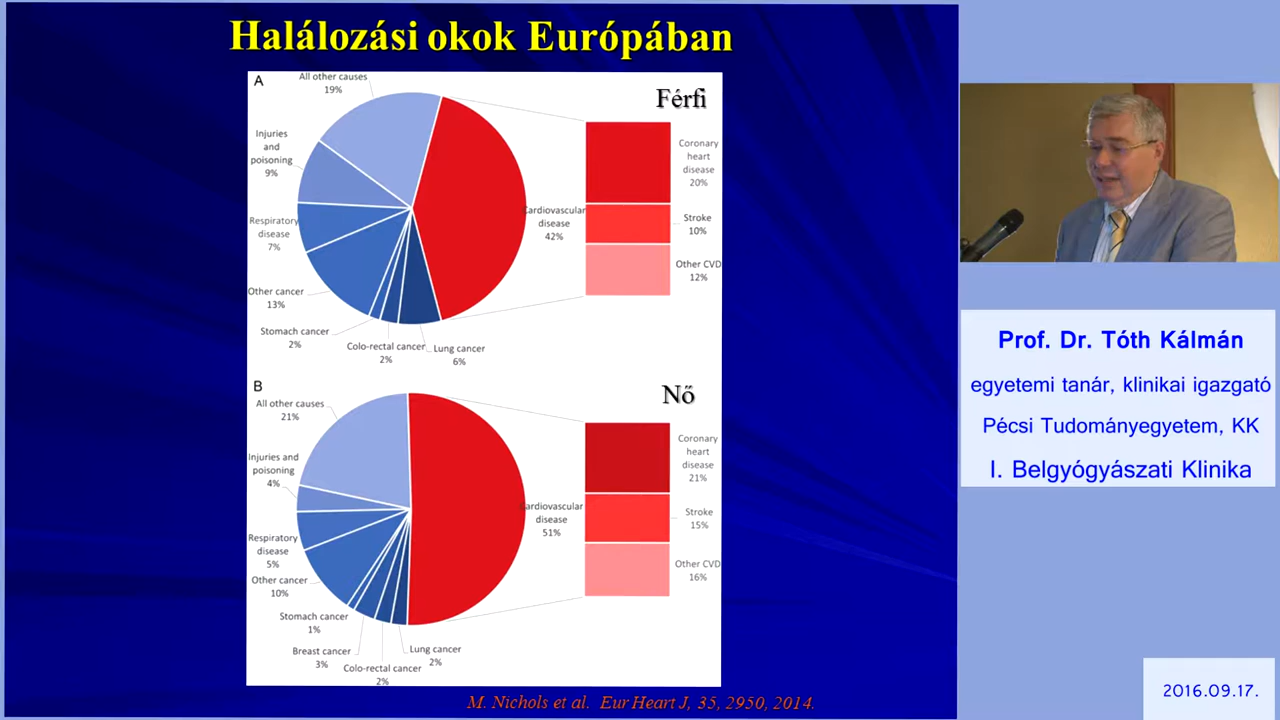 Halálozási okok Európában
A
Férfi
All other causes
19%
Injuries
and
poisoning
9%
Respiratory
disease
7%
Other cancer
13%
Stomach cancer
2%
Colo-rectal cancer
2%
Lung cancer
6%
Cardiovascular
disease
42%
Coronary
heart
disease
20%
Stroke
10%
Other CVD
12%
B
Nő
All other causes
21%
Injuries and
poisoning
4%
Respiratory
disease
5%
Other cancer
10%
Stomach cancer
1%
Breast cancer
3%
Colo-rectal cancer
2%
Lung cancer
2%
Cardiovascular
disease
51%
Coronary
heart
disease
21%
Stroke
15%
Other CVD
16%
M. Nichols et al. Eur Heart J, 35, 2950, 2014.
Prof. Dr. Tóth Kálmán
egyetemi tanár, klinikai igazgató
Pécsi Tudományegyetem, KK
I. Belgyógyászati Klinika
2016.09.17.